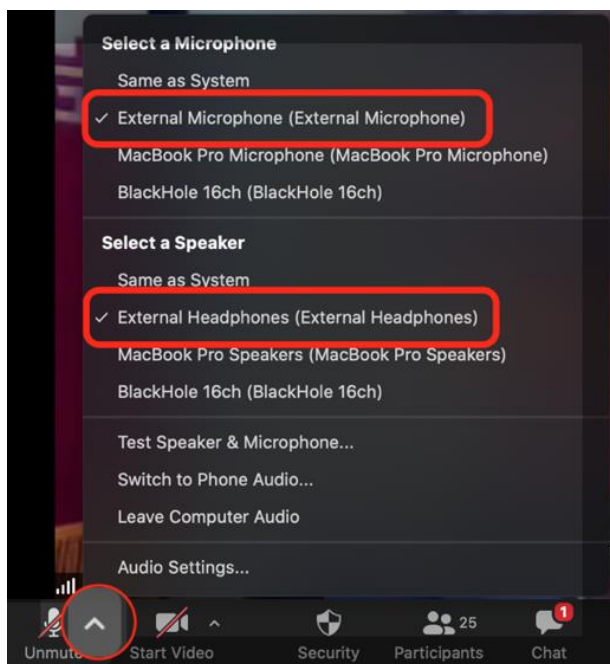 Select a Microphone
Same as System
✓ External Microphone (External Microphone)
MacBook Pro Microphone (MacBook Pro Microphone)
BlackHole 16ch (BlackHole 16ch)
Select a Speaker
Same as System
✓ External Headphones (External Headphones)
MacBook Pro Speakers (MacBook Pro Speakers)
BlackHole 16ch (BlackHole 16ch)
Test Speaker & Microphone...
Switch to Phone Audio...
Leave Computer Audio
Audio Settings...
25 1
Unmute Start Video Security Participants Chat